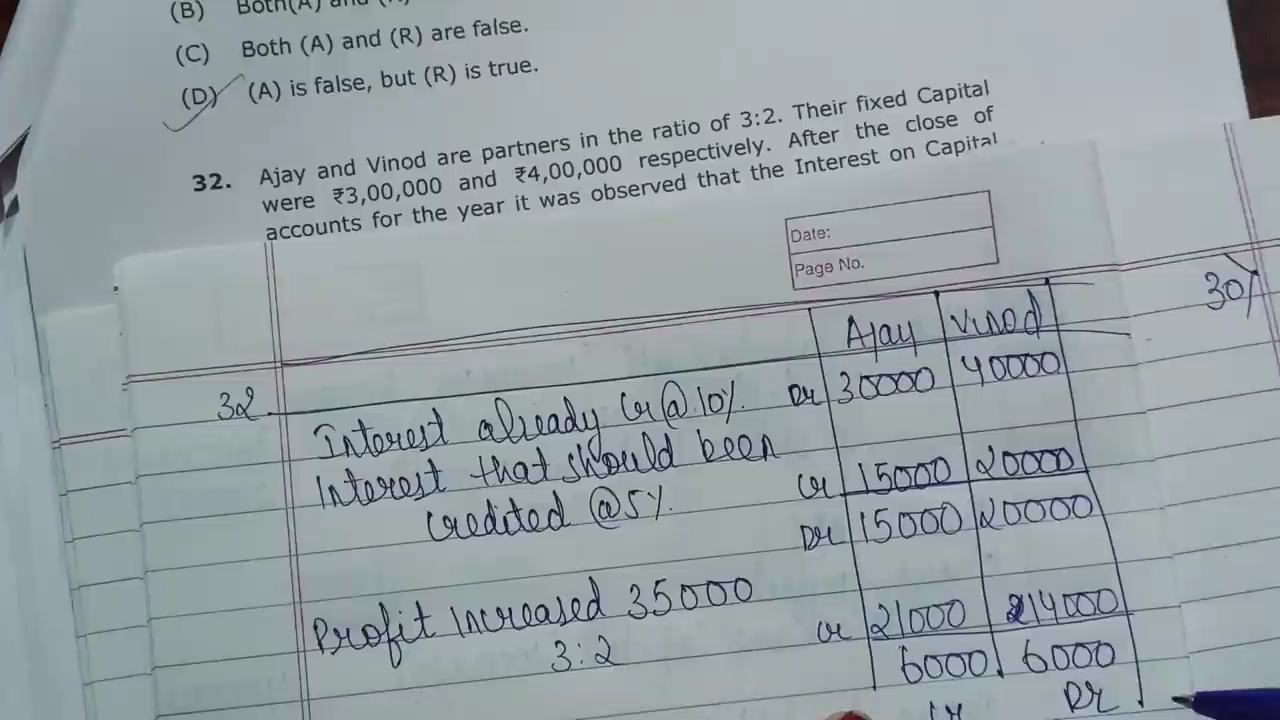 (B) Both(A) and
(C) Both (A) and (R) are false.
(D) (A) is false, but (R) is true.
32. Ajay and Vinod are partners in the ratio of 3:2. Their fixed Capital
were ₹3,00,000 and ₹4,00,000 respectively. After the close of
accounts for the year it was observed that the Interest on Capital
Date:
Page No.
30%
Ajay Vinod
32 Interest already Cr @ 10% Dr 30000 40000
Interest that should been
credited @5% Cr 15000 20000
Dr 15000 20000
Profit Increased 35000
3:2 Cr 21000 14000
6000 6000
Cr Dr